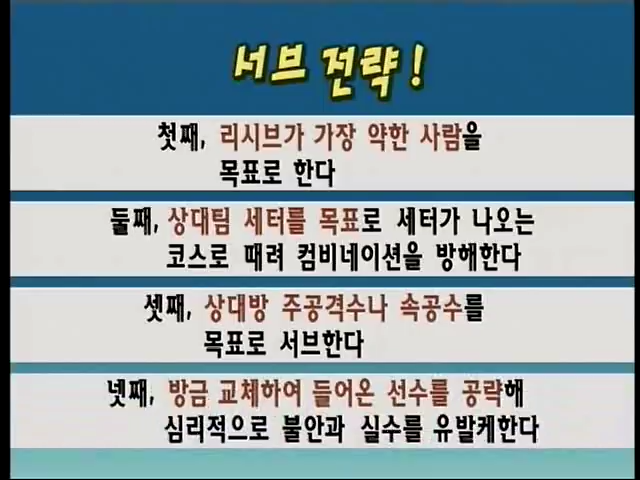 서브 전략!
첫째, 리시브가 가장 약한 사람을
목표로 한다
둘째, 상대팀 세터를 목표로 세터가 나오는
코스로 때려 컴비네이션을 방해한다
셋째, 상대방 주공격수나 속공수를
목표로 서브한다
넷째, 방금 교체하여 들어온 선수를 공략해
심리적으로 불안과 실수를 유발케한다